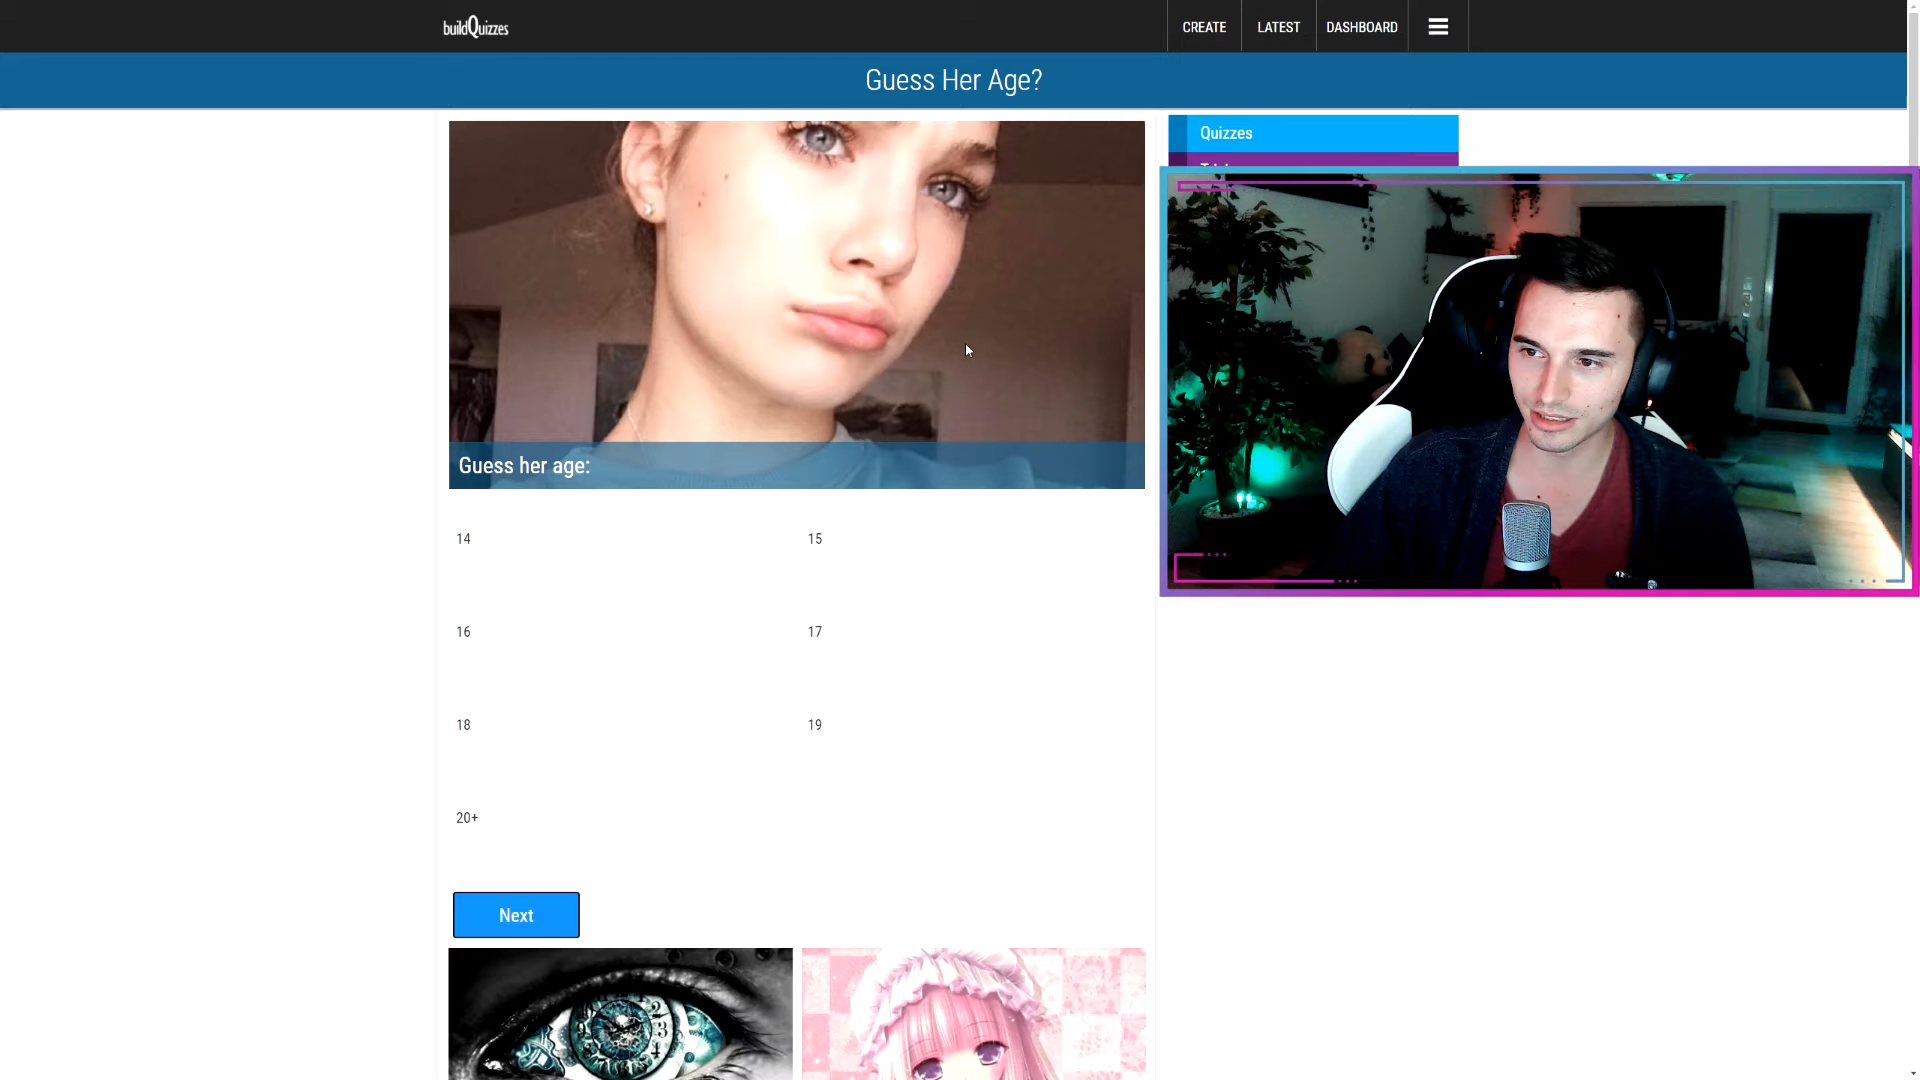 buildQuizzes
CREATE
LATEST
DASHBOARD
Guess Her Age?
Quizzes
Guess her age:
14
15
16
17
18
19
20+
Next